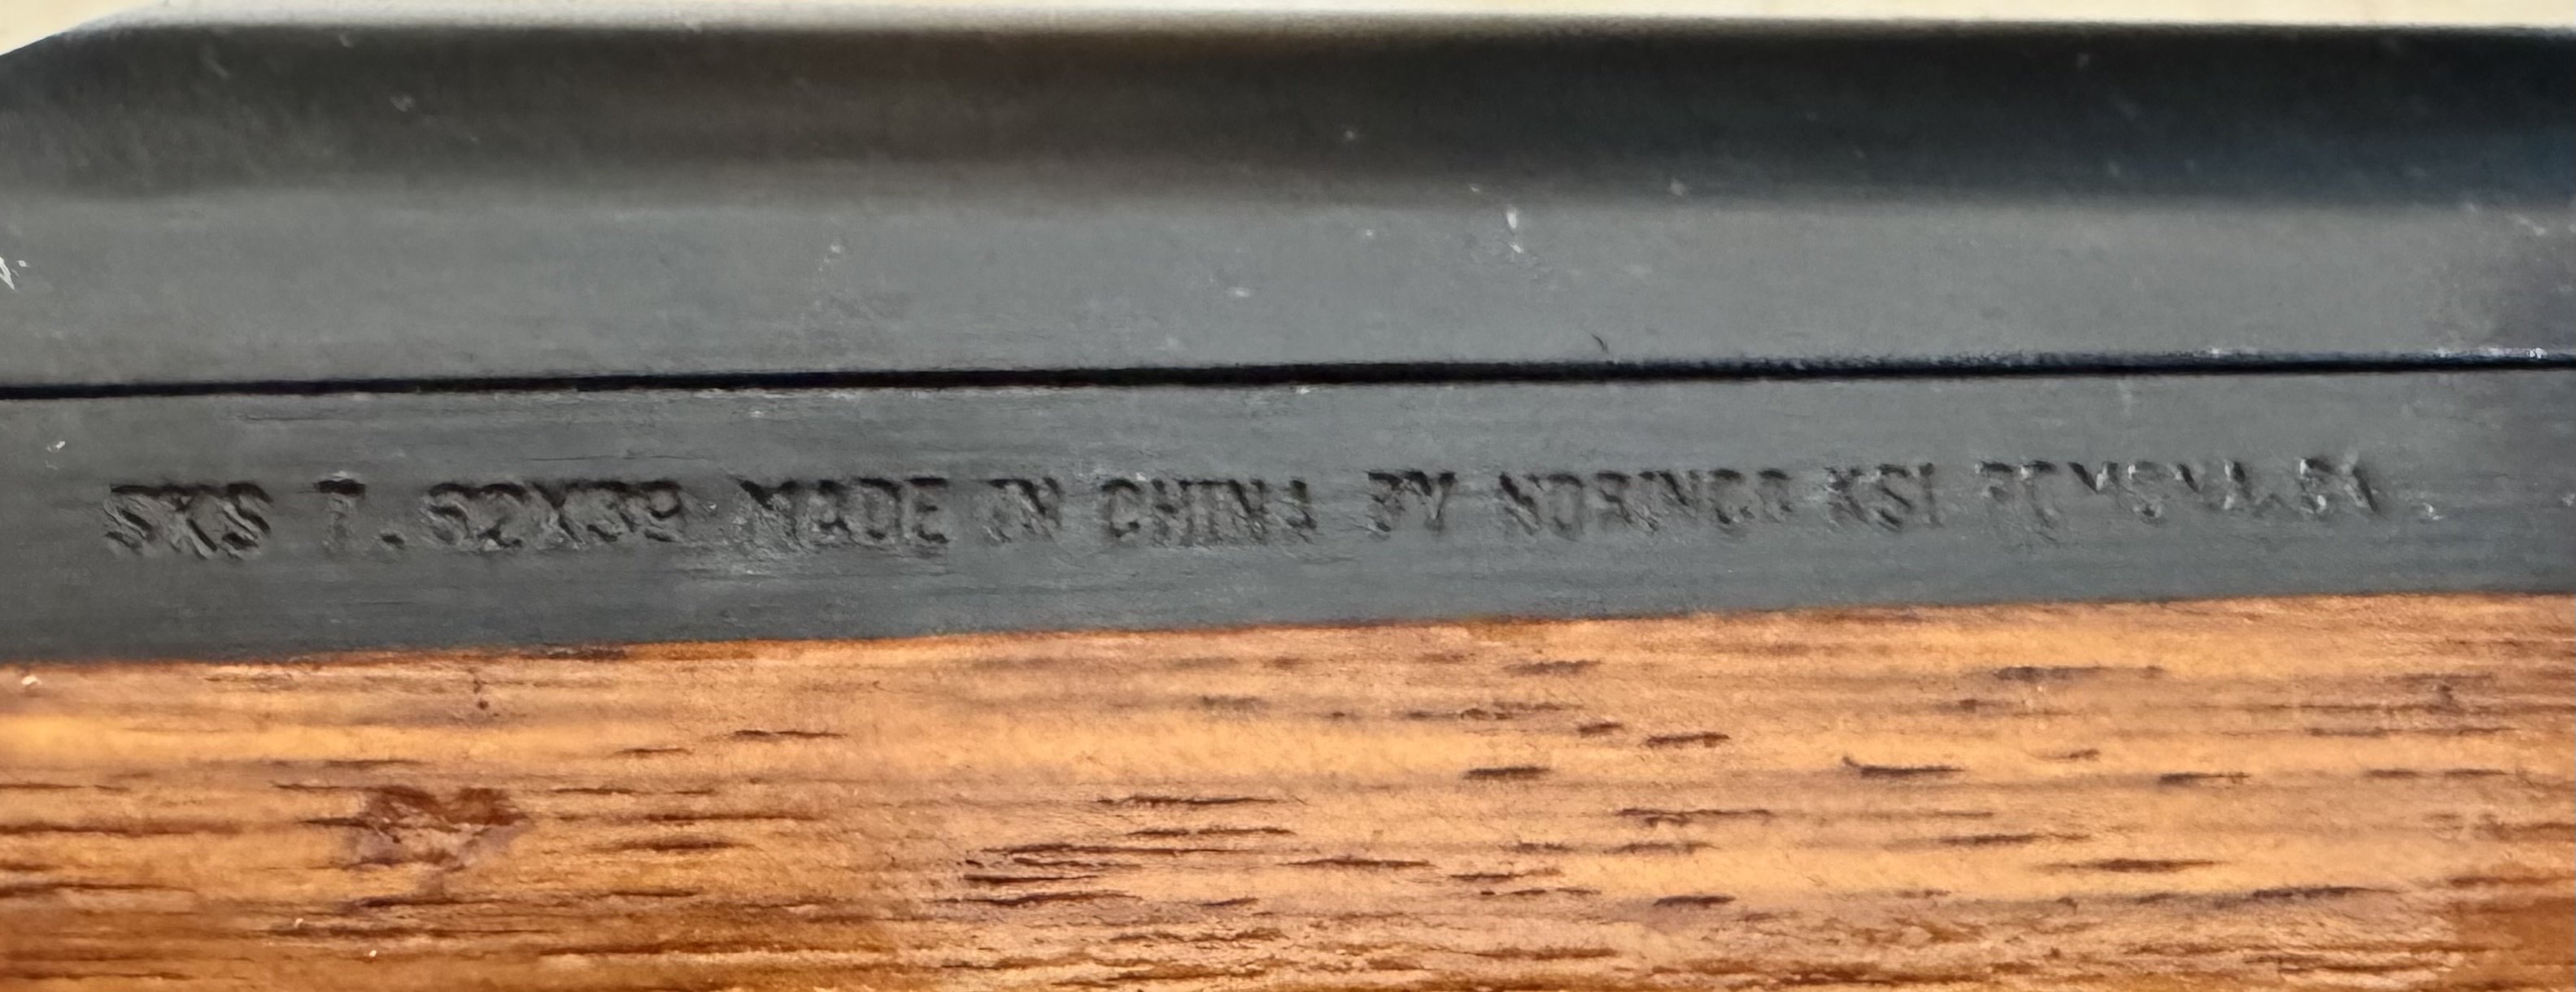 SKS 7.62X39 MADE IN CHINA BY NORINCO KSI POMONA.CA